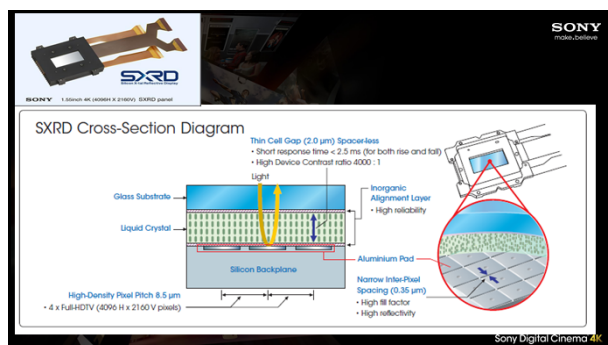 SONY
make.believe
SXRD
Silicon X-tal Reflective Display
SONY 1.55inch 4K (4096H X 2160V) SXRD panel
SXRD Cross-Section Diagram
Thin Cell Gap (2.0 µm) Spacer-less
• Short response time < 2.5 ms (for both rise and fall)
• High Device Contrast ratio 4000 : 1
Light
Glass Substrate
Inorganic
Alignment Layer
• High reliability
Liquid Crystal
Aluminium Pad
Silicon Backplane
Narrow Inter-Pixel
Spacing (0.35 µm)
• High fill factor
• High reflectivity
High-Density Pixel Pitch 8.5 µm
• 4 x Full-HDTV (4096 H x 2160 V pixels)
Sony Digital Cinema 4K